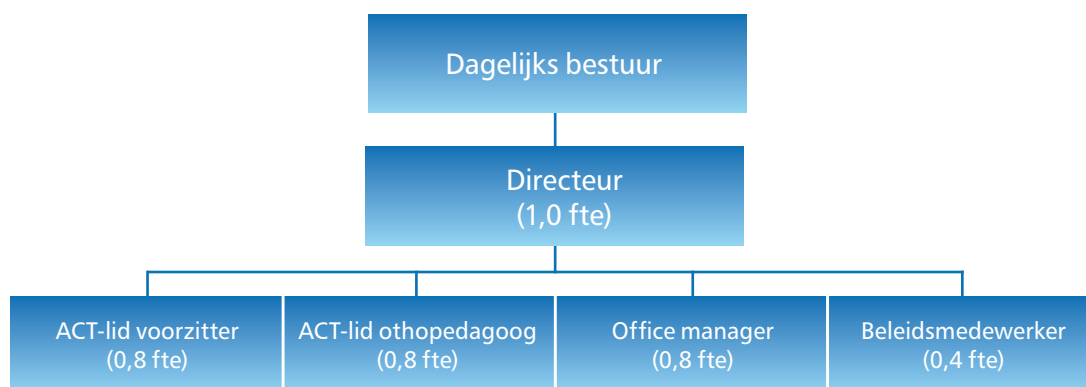 Dagelijks bestuur
Directeur
(1,0 fte)
ACT-lid voorzitter
(0,8 fte)
ACT-lid othopedagoog
(0,8 fte)
Office manager
(0,8 fte)
Beleidsmedewerker
(0,4 fte)